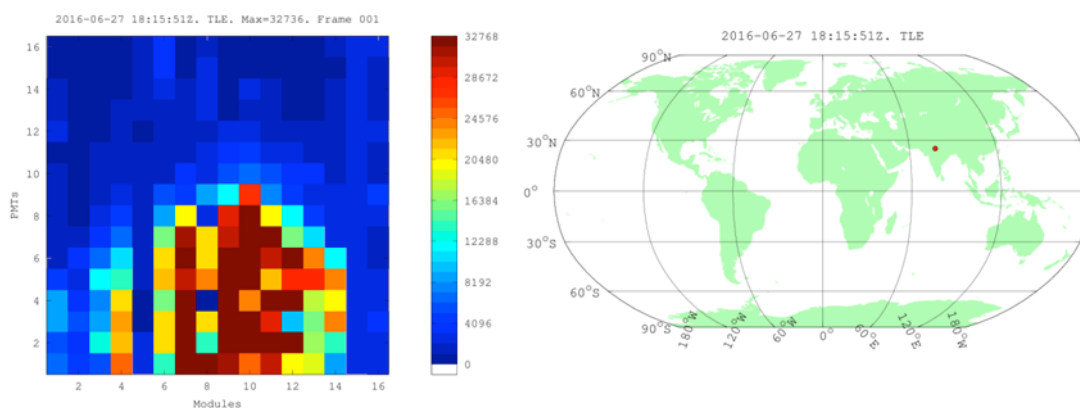 2016-06-27 18:15:51Z. TLE. Max=32736. Frame 001
16
14
12
10
8
6
4
2
PMTs
2 4 6 8 10 12 14 16
Modules
32768
28672
24576
20480
16384
12288
8192
4096
0
2016-06-27 18:15:51Z. TLE
90°N
60°N
30°N
0°
30°S
60°S
90°S
180°W 120°W 60°W 0° 60°E 120°E 180°W